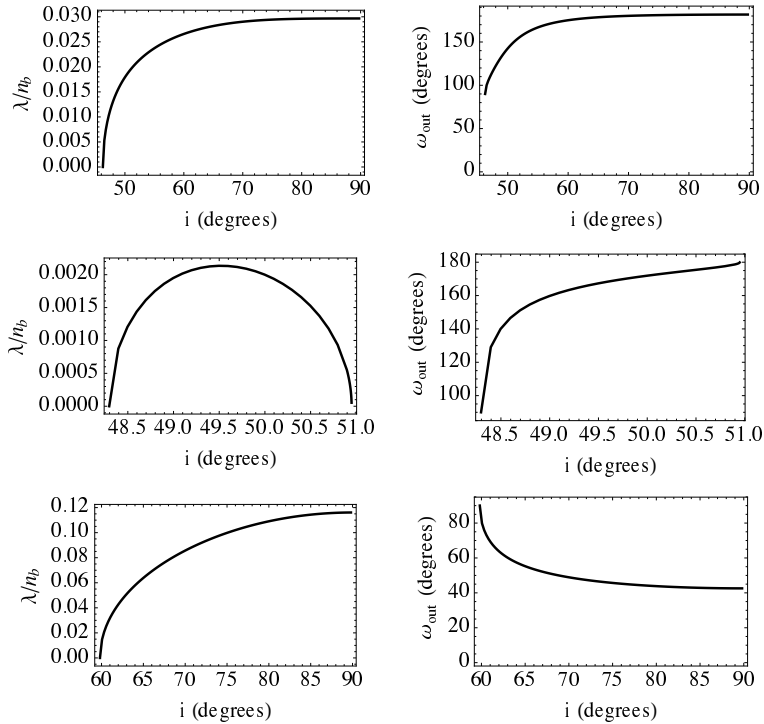 0.030
0.025
0.020
0.015
0.010
0.005
0.000
λ/n_b
50 60 70 80 90
i (degrees)
150
100
50
0
ω_out (degrees)
50 60 70 80 90
i (degrees)
0.0020
0.0015
0.0010
0.0005
0.0000
λ/n_b
48.5 49.0 49.5 50.0 50.5 51.0
i (degrees)
180
160
140
120
100
ω_out (degrees)
48.5 49.0 49.5 50.0 50.5 51.0
i (degrees)
0.12
0.10
0.08
0.06
0.04
0.02
0.00
λ/n_b
60 65 70 75 80 85 90
i (degrees)
80
60
40
20
0
ω_out (degrees)
60 65 70 75 80 85 90
i (degrees)